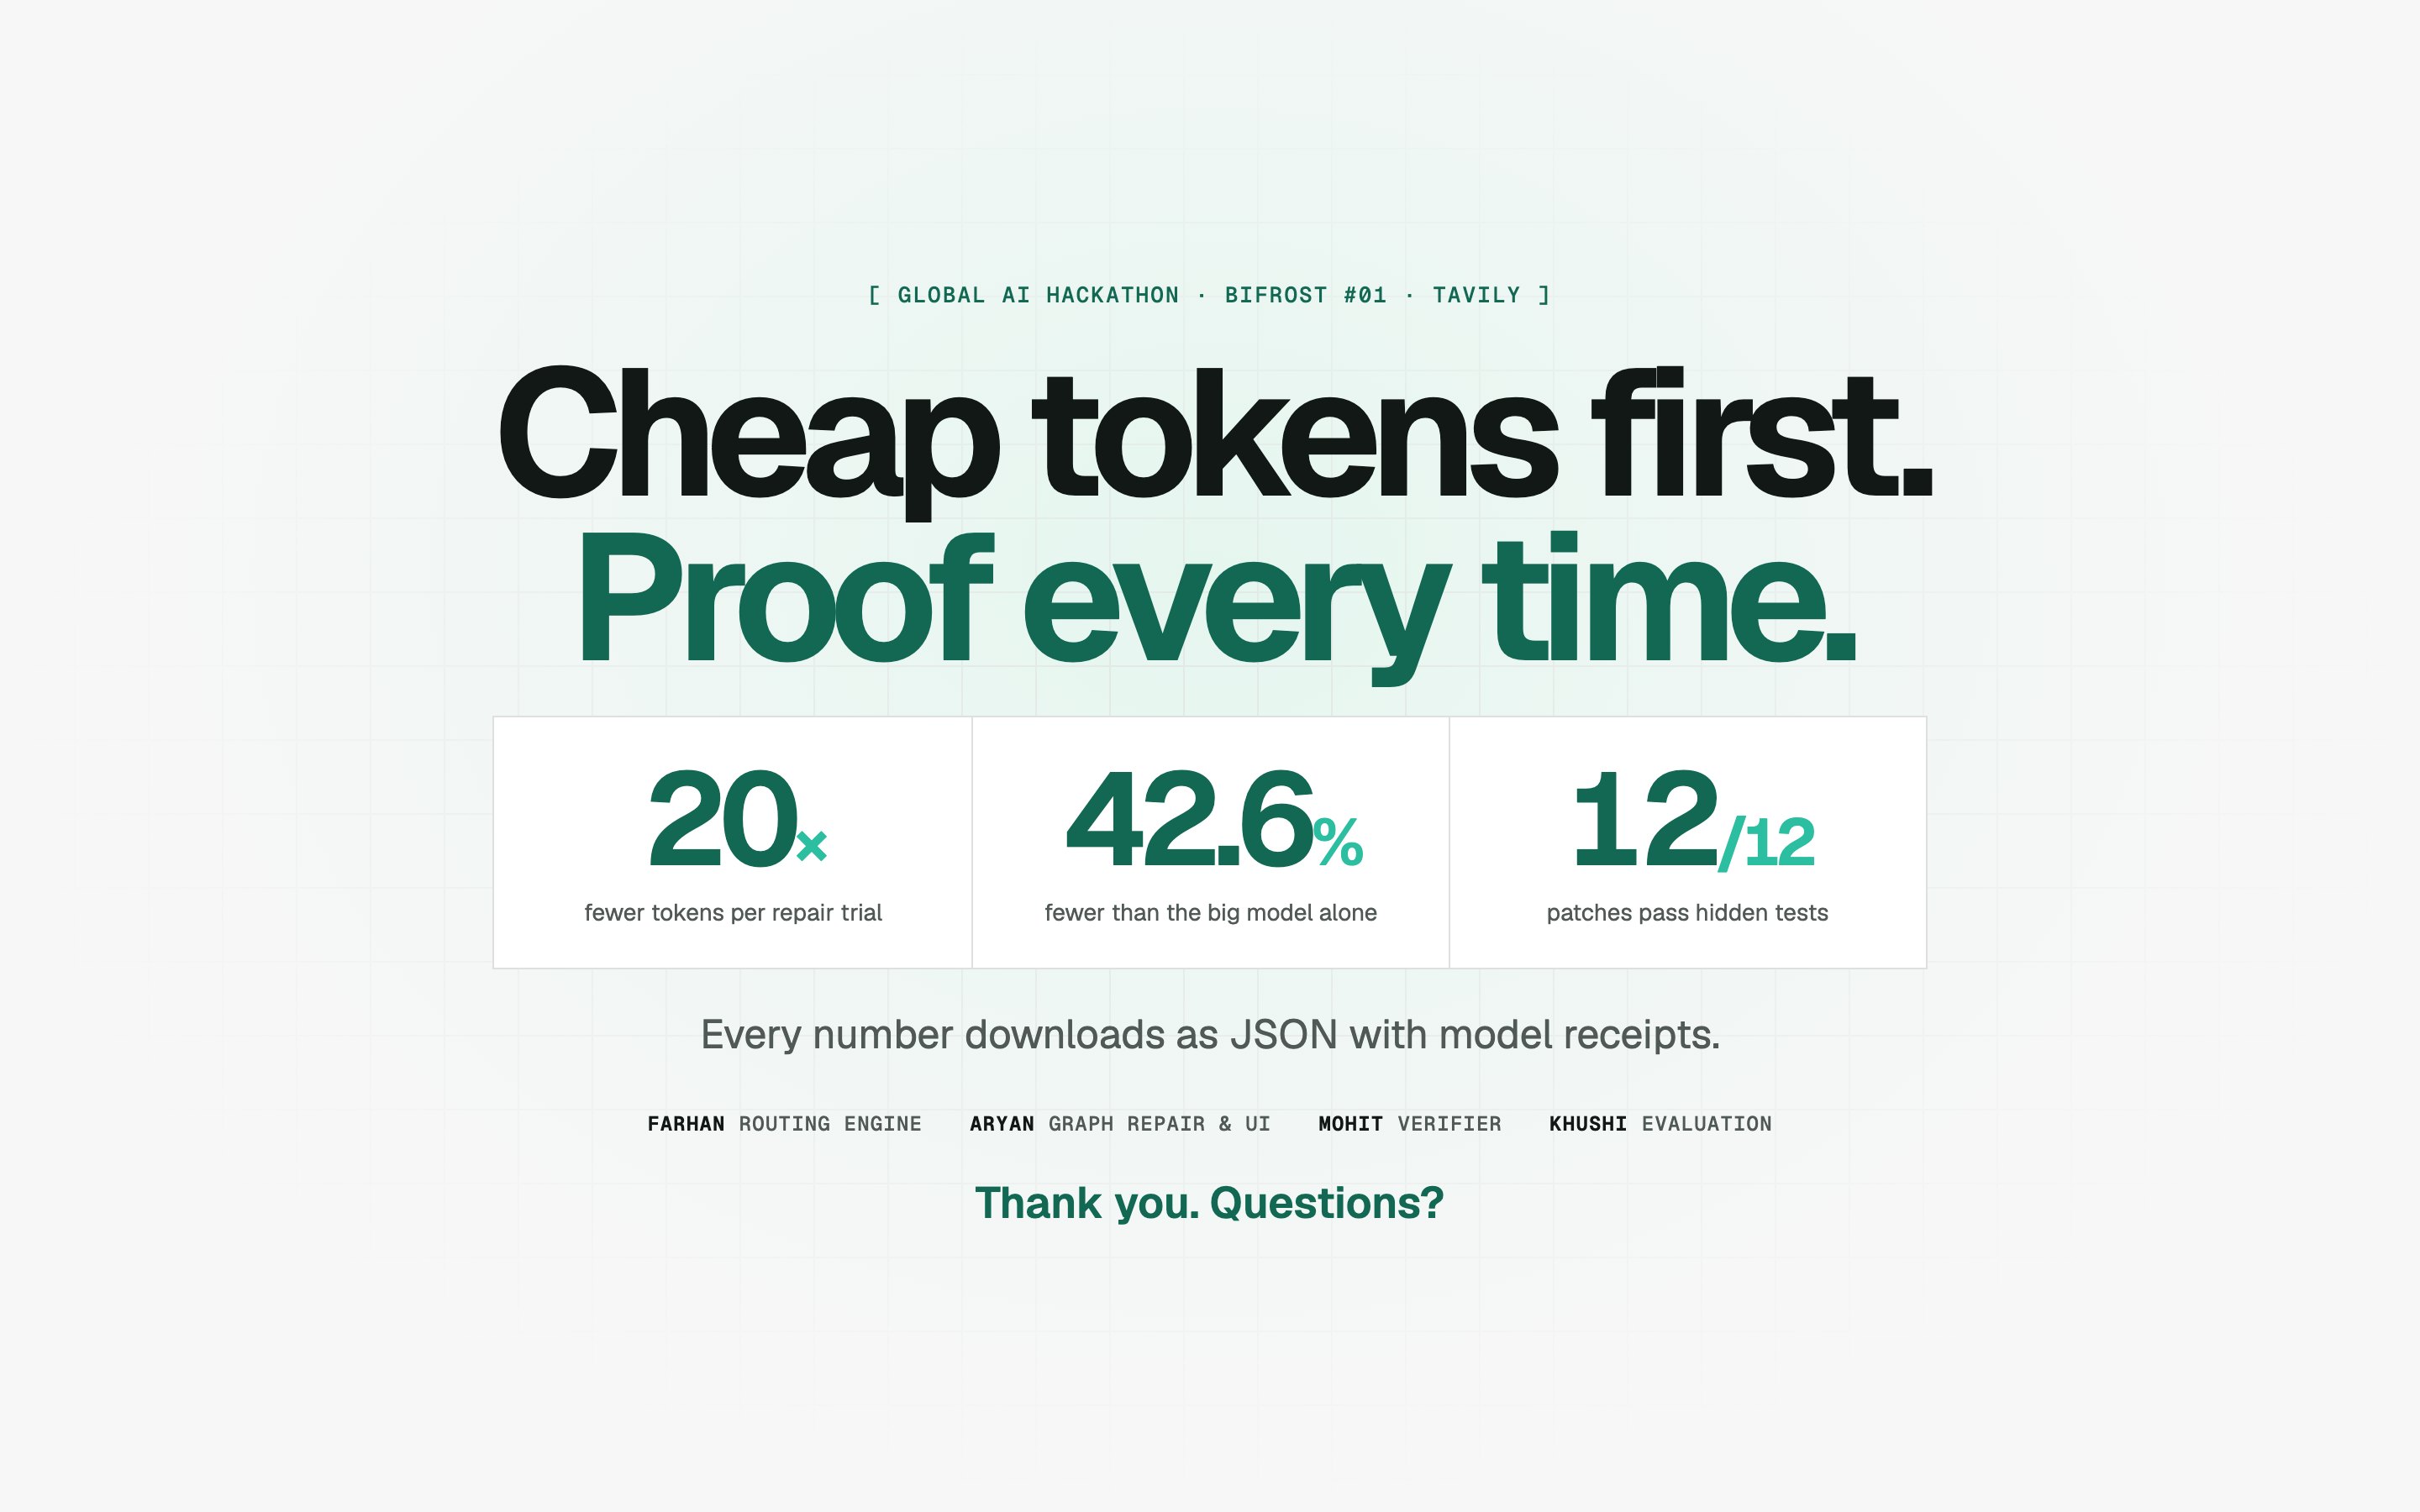 [ GLOBAL AI HACKATHON · BIFROST #01 · TAVILY ]
Cheap tokens first.
Proof every time.
20×
fewer tokens per repair trial
42.6%
fewer than the big model alone
12/12
patches pass hidden tests
Every number downloads as JSON with model receipts.
FARHAN ROUTING ENGINE ARYAN GRAPH REPAIR & UI MOHIT VERIFIER KHUSHI EVALUATION
Thank you. Questions?